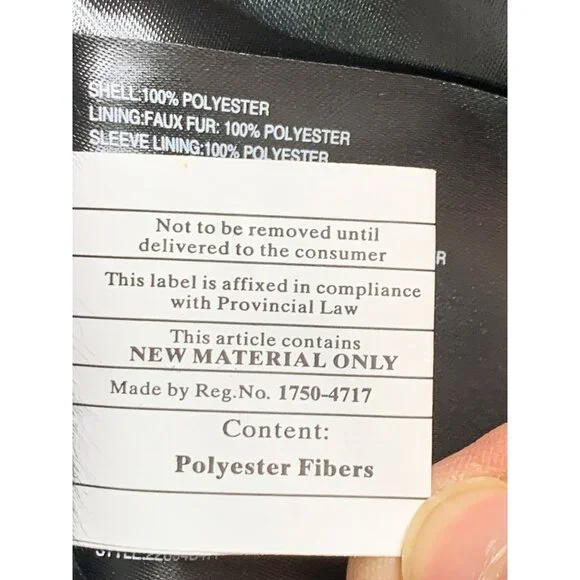 SHELL:100% POLYESTER
LINING:FAUX FUR: 100% POLYESTER
SLEEVE LINING:100% POLYESTER
R
Not to be removed until
delivered to the consumer
This label is affixed in compliance
with Provincial Law
This article contains
NEW MATERIAL ONLY
Made by Reg.No. 1750-4717
Content:
Polyester Fibers